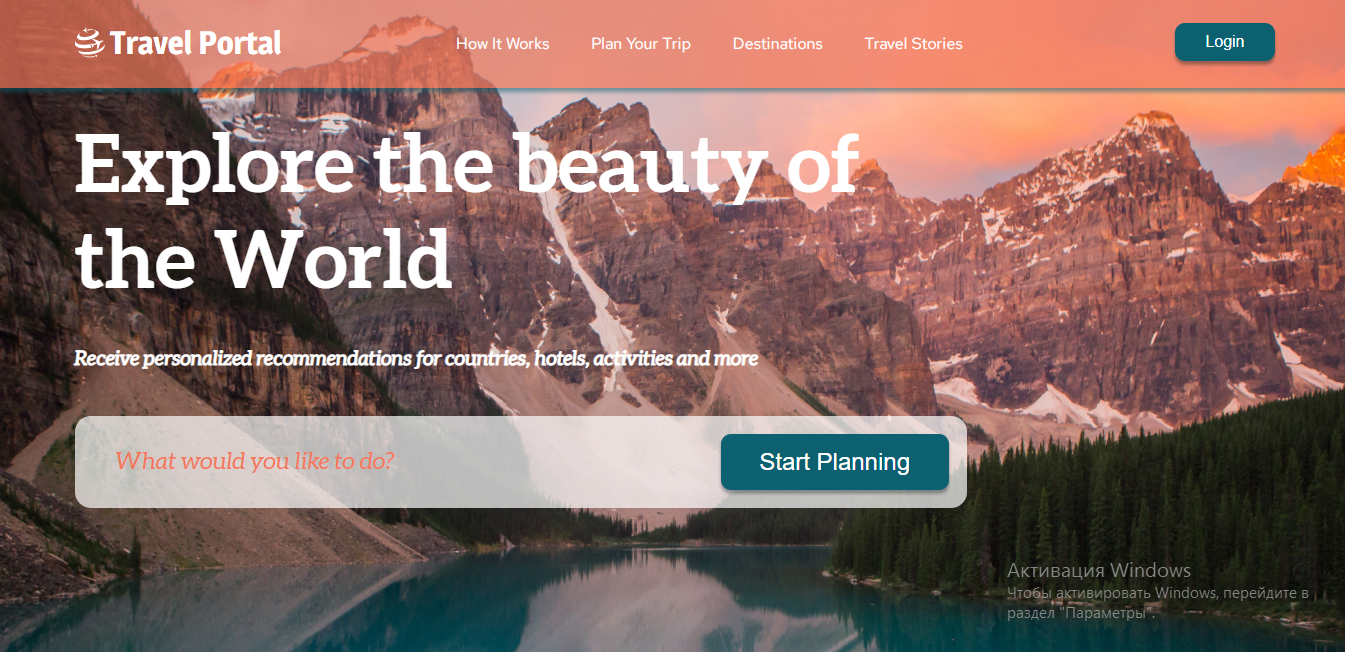 Travel Portal
How It Works
Plan Your Trip
Destinations
Travel Stories
Login
Explore the beauty of
the World
Receive personalized recommendations for countries, hotels, activities and more
What would you like to do?
Start Planning
Активация Windows
Чтобы активировать Windows, перейдите в
раздел "Параметры".